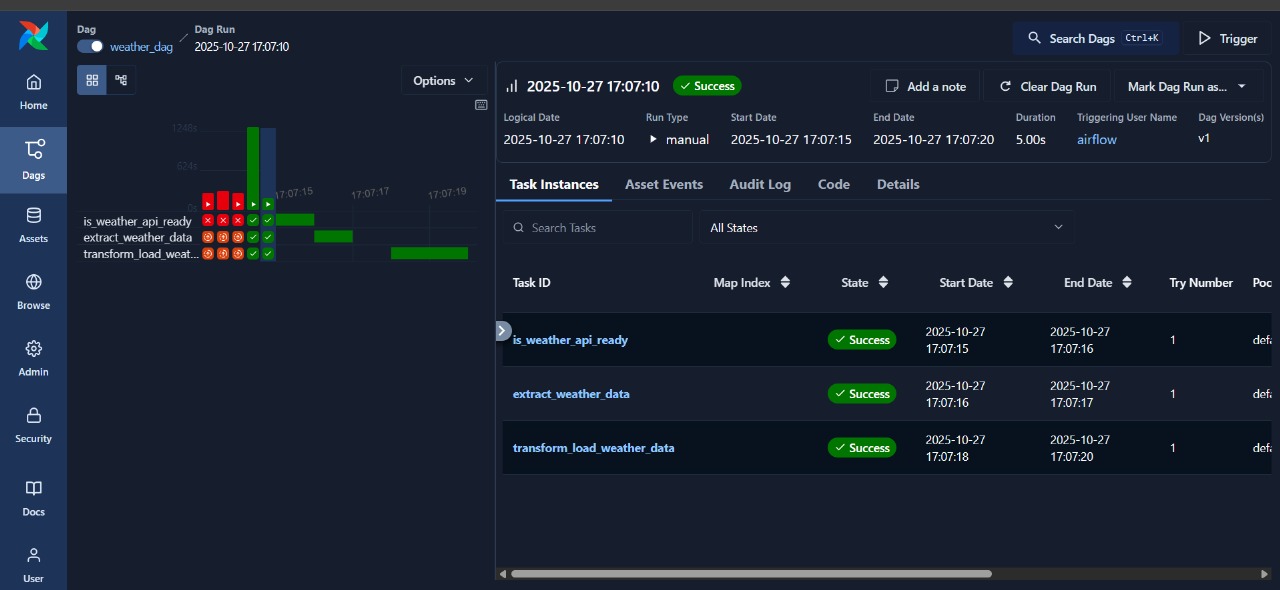 Dag
weather_dag
/
Dag Run
2025-10-27 17:07:10
Search Dags
Ctrl+K
Trigger
Home
Dags
Assets
Browse
Admin
Security
Docs
User
Options
1248s
624s
0s
17:07:15
17:07:17
17:07:19
is_weather_api_ready
extract_weather_data
transform_load_weat...
2025-10-27 17:07:10
Success
Add a note
Clear Dag Run
Mark Dag Run as...
Logical Date
Run Type
Start Date
End Date
Duration
Triggering User Name
Dag Version(s)
2025-10-27 17:07:10
manual
2025-10-27 17:07:15
2025-10-27 17:07:20
5.00s
airflow
v1
Task Instances
Asset Events
Audit Log
Code
Details
Search Tasks
All States
Task ID
Map Index
State
Start Date
End Date
Try Number
Poo
is_weather_api_ready
Success
2025-10-27
17:07:15
2025-10-27
17:07:16
1
defa
extract_weather_data
Success
2025-10-27
17:07:16
2025-10-27
17:07:17
1
defa
transform_load_weather_data
Success
2025-10-27
17:07:18
2025-10-27
17:07:20
1
defa